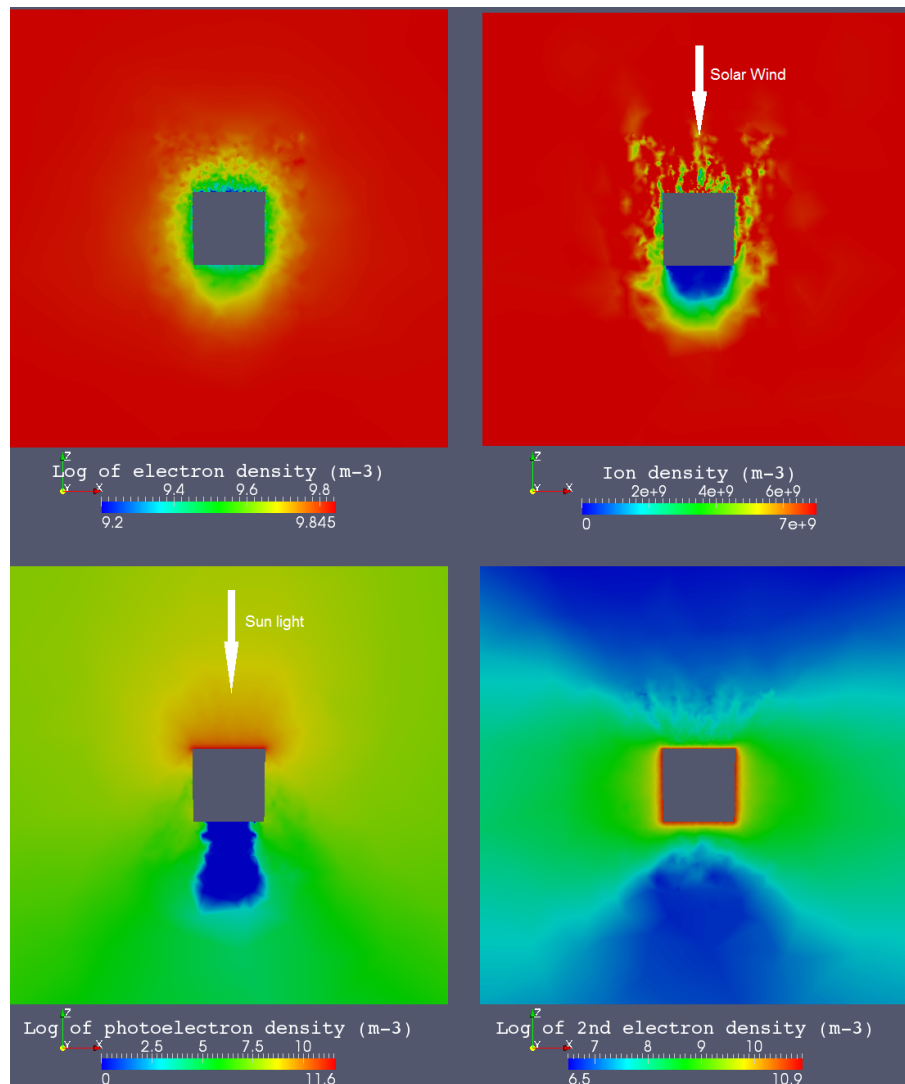 Solar Wind
Z
Y X
Log of electron density (m-3)
9.4 9.6 9.8
9.2 9.845
Z
Y X
Ion density (m-3)
2e+9 4e+9 6e+9
0 7e+9
Sun light
Z
Y X
Log of photoelectron density (m-3)
2.5 7.5 10
0 11.6
Z
Y X
Log of 2nd electron density (m-3)
7 8 9 10
6.5 10.9